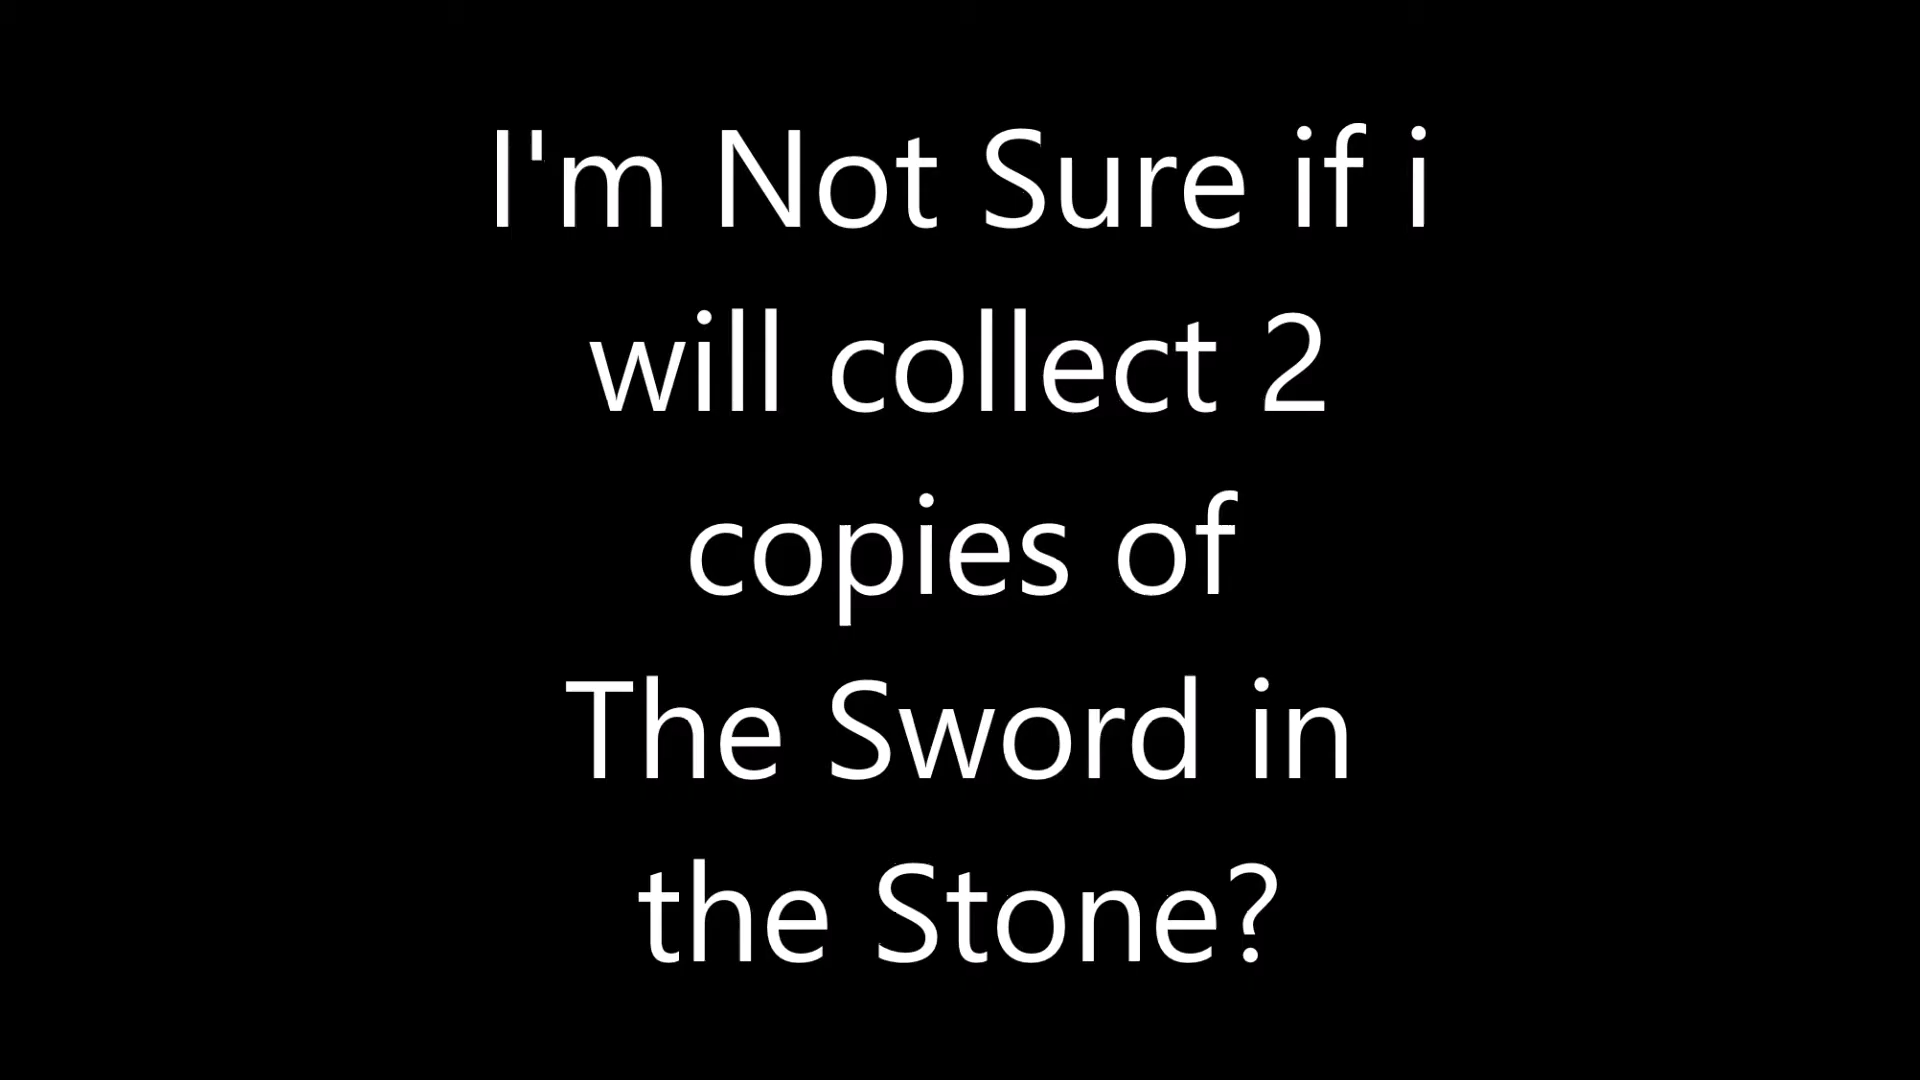 I'm Not Sure if i
will collect 2
copies of
The Sword in
the Stone?